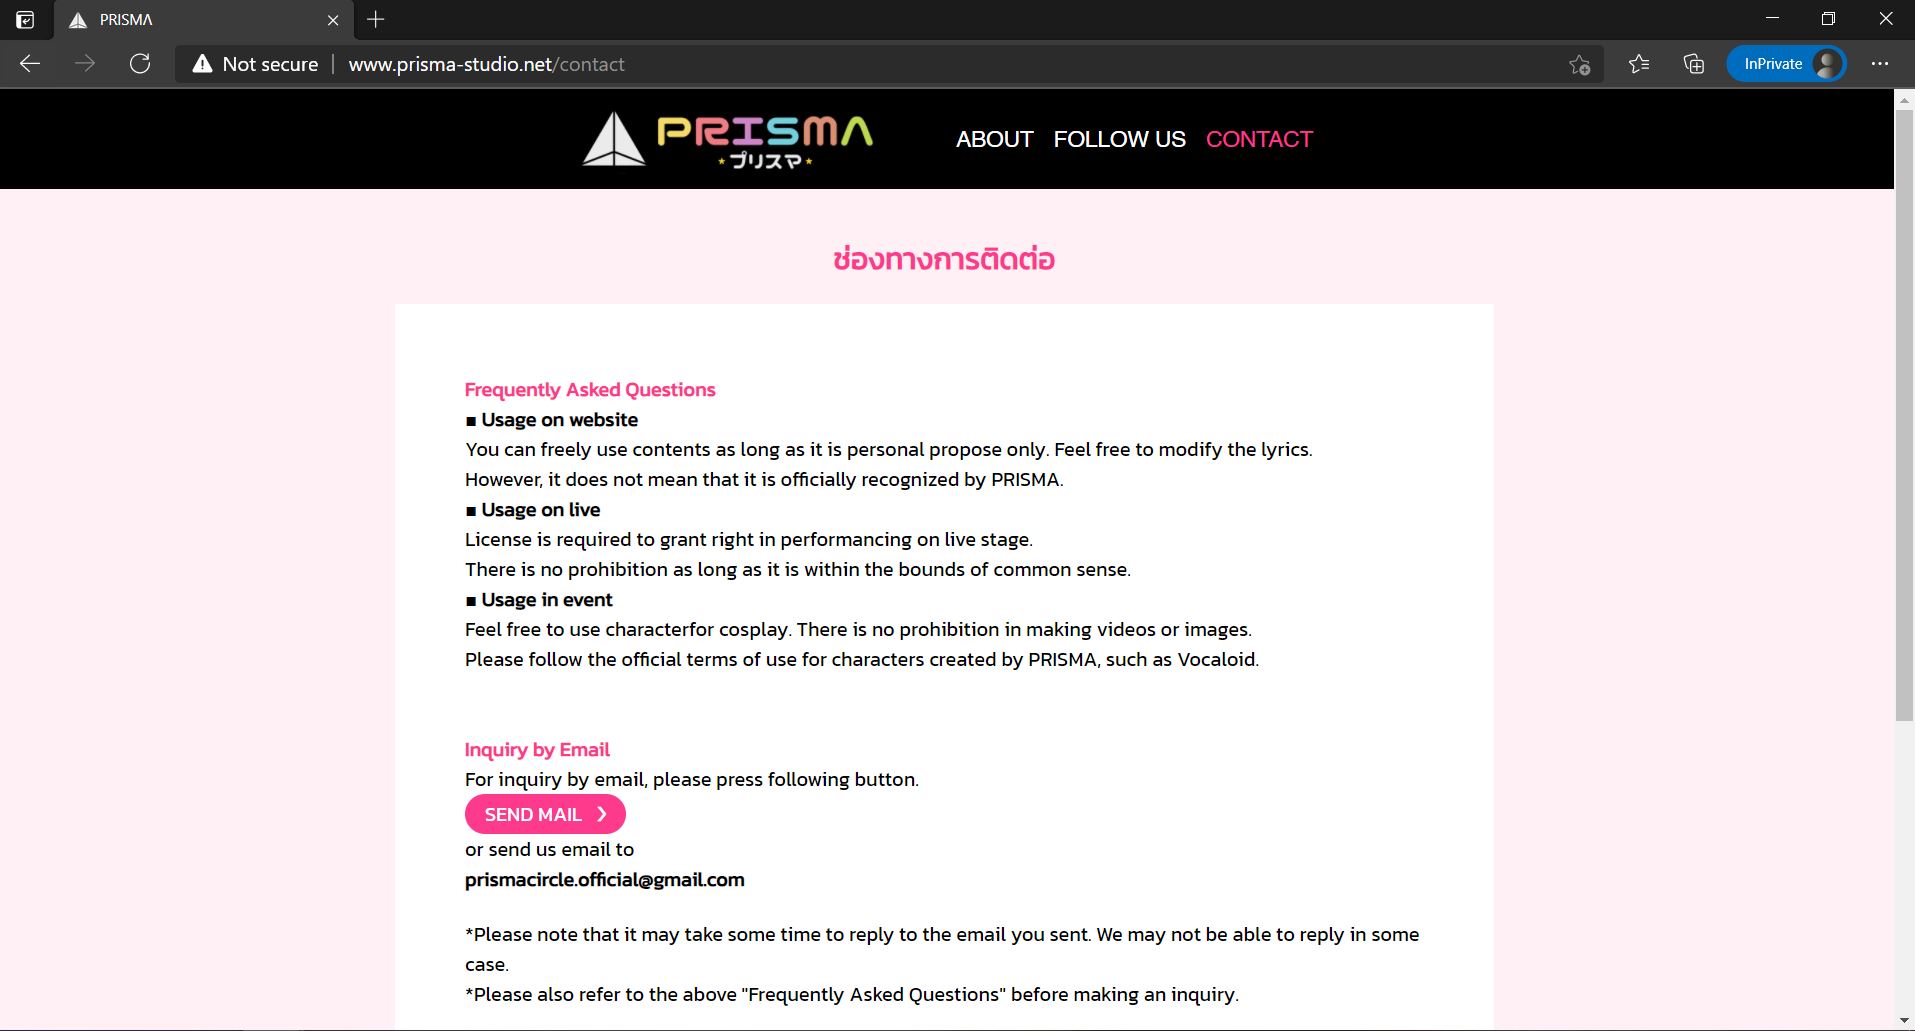 PRISMA
Not secure
www.prisma-studio.net/contact
InPrivate
PRISMA
プリスマ
ABOUT FOLLOW US CONTACT
ช่องทางการติดต่อ
Frequently Asked Questions
■ Usage on website
You can freely use contents as long as it is personal propose only. Feel free to modify the lyrics.
However, it does not mean that it is officially recognized by PRISMA.
■ Usage on live
License is required to grant right in performancing on live stage.
There is no prohibition as long as it is within the bounds of common sense.
■ Usage in event
Feel free to use characterfor cosplay. There is no prohibition in making videos or images.
Please follow the official terms of use for characters created by PRISMA, such as Vocaloid.
Inquiry by Email
For inquiry by email, please press following button.
SEND MAIL
or send us email to
prismacircle.official@gmail.com
*Please note that it may take some time to reply to the email you sent. We may not be able to reply in some
case.
*Please also refer to the above "Frequently Asked Questions" before making an inquiry.